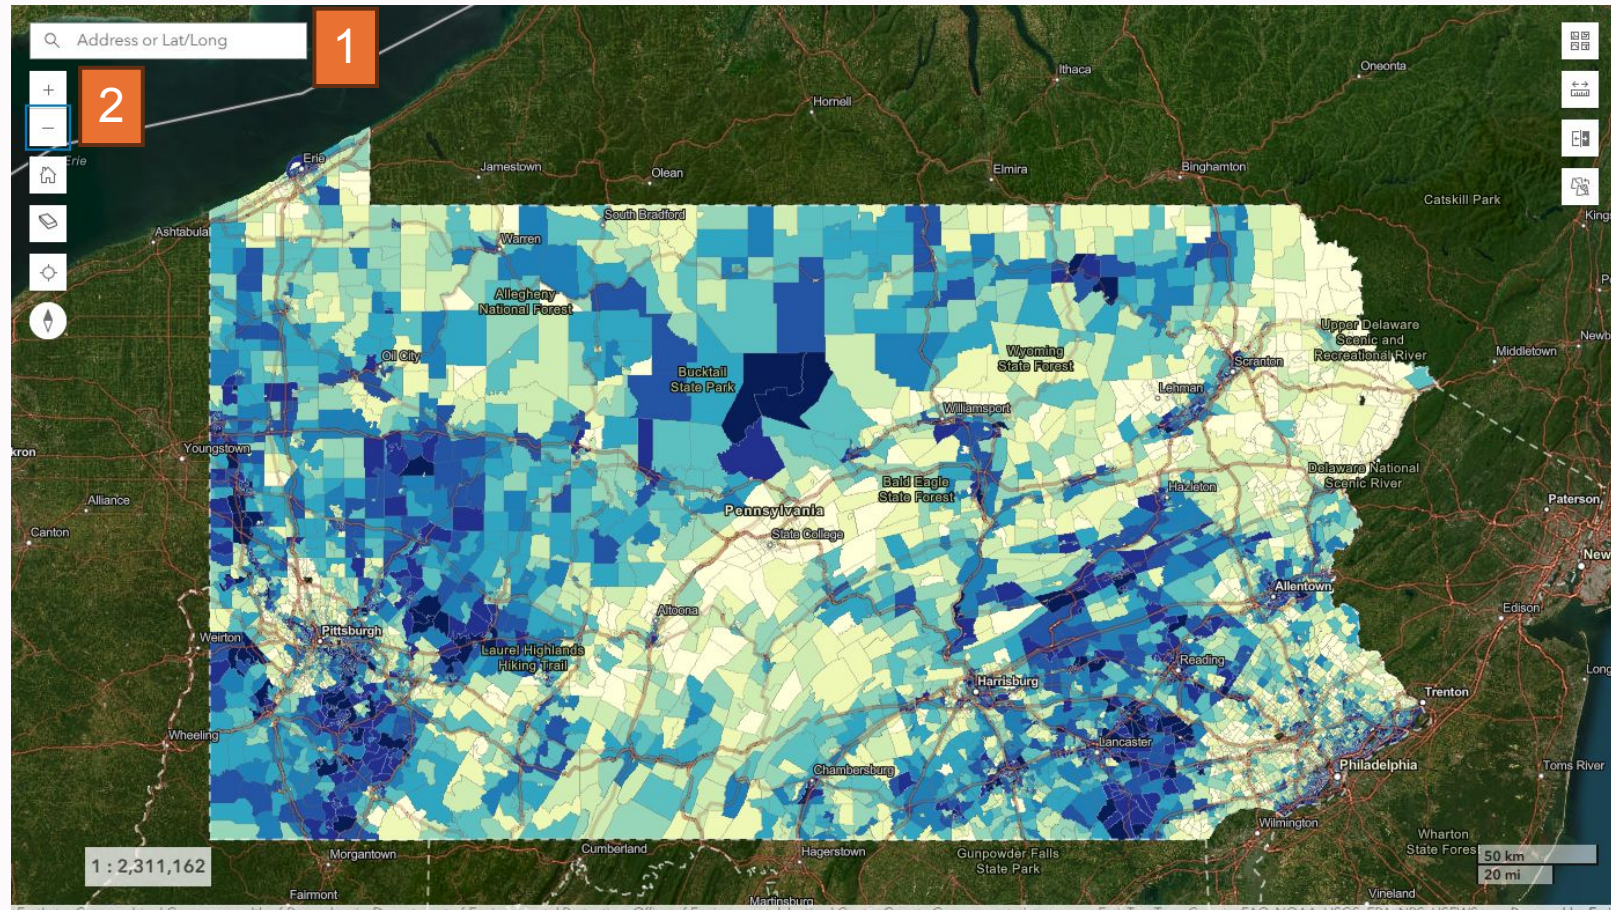 Address or Lat/Long
1
+
2
−
Erie
Erie
Ithaca
Oneonta
Hornell
Jamestown
Olean
Elmira
Binghamton
Catskill Park
Ashtabula
South Bradford
Warren
Allegheny
National Forest
Upper Delaware
Scenic and
Recreational River
Middletown
Oil City
Bucktail
State Park
Wyoming
State Forest
Scranton
Lehman
Williamsport
Youngstown
Delaware National
Scenic River
Bald Eagle
State Forest
Hazleton
Paterson
Alliance
Pennsylvania
State College
Canton
New
Allentown
Edison
Altoona
Weirton
Pittsburgh
Laurel Highlands
Hiking Trail
Reading
Harrisburg
Trenton
Long
Wheeling
Lancaster
Chambersburg
Philadelphia
Toms River
Wilmington
Wharton
State Forest
1 : 2,311,162
Morgantown
Cumberland
Hagerstown
Gunpowder Falls
State Park
50 km
20 mi
Fairmont
Martinsburg
Vineland